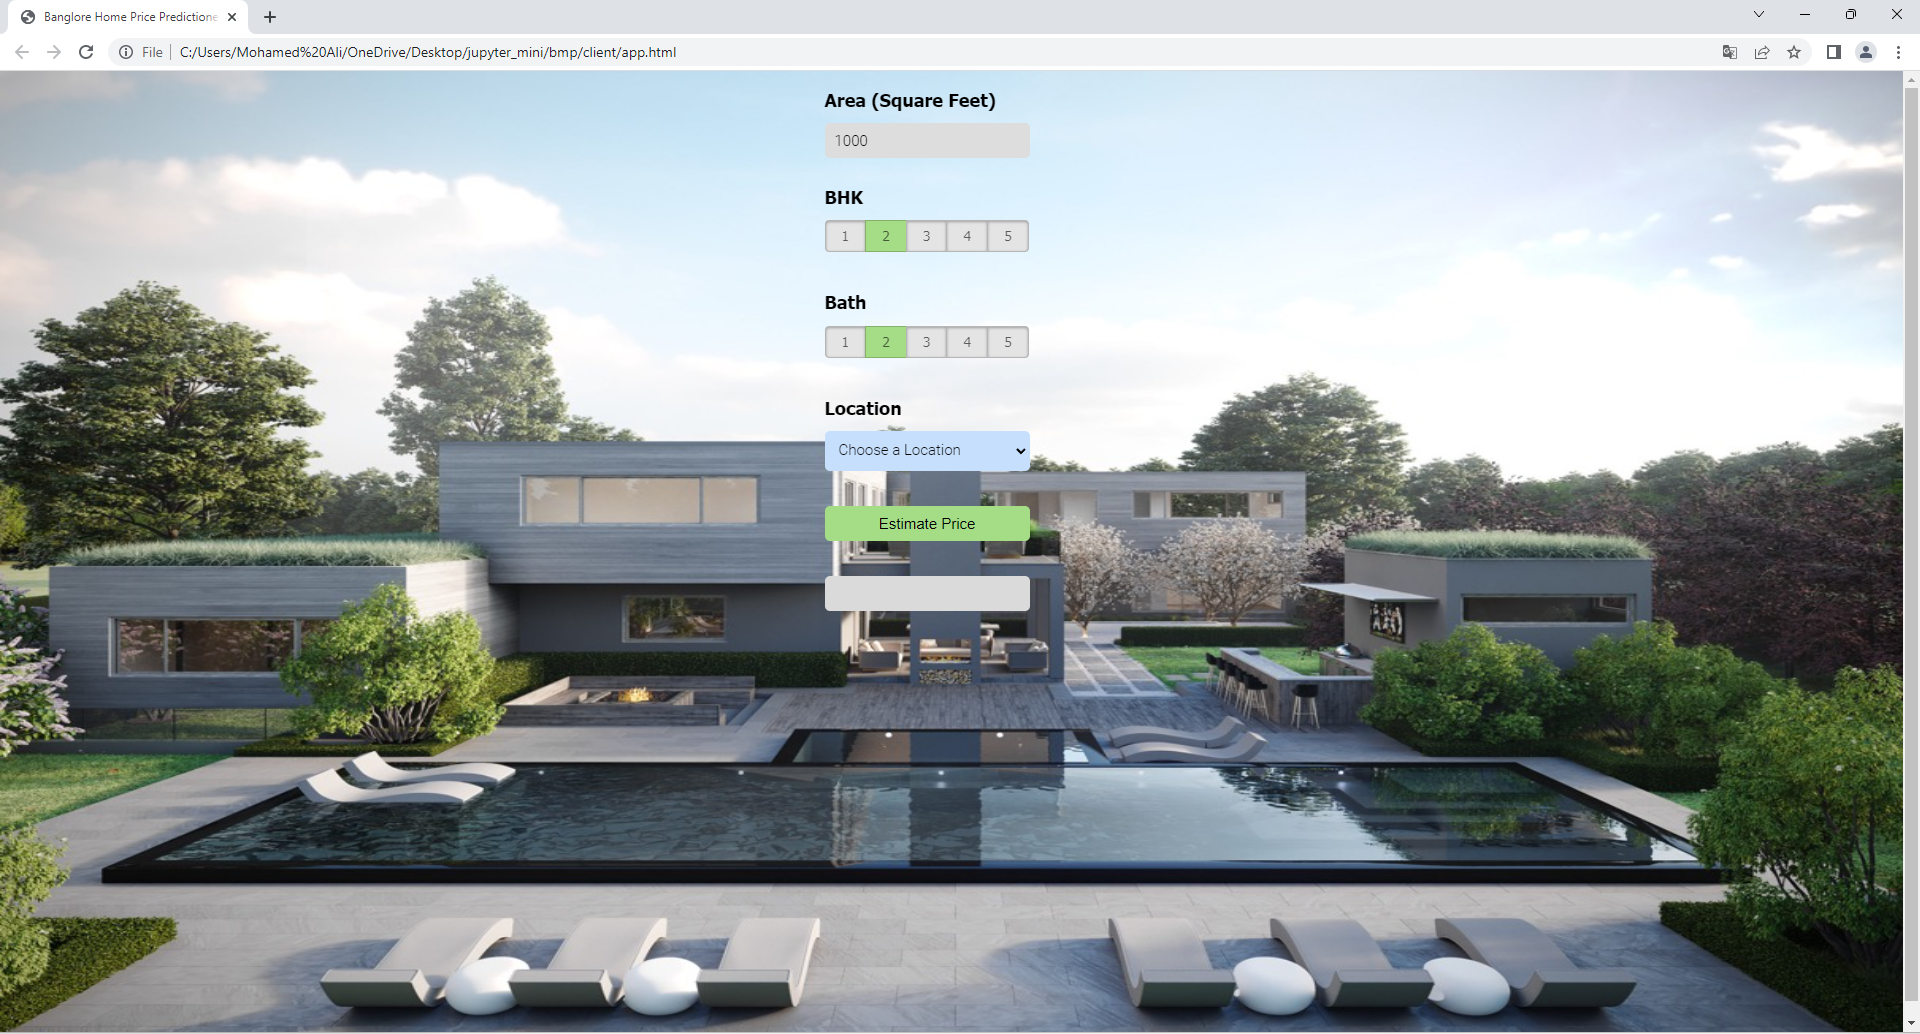 Banglore Home Price Predictione
File
C:/Users/Mohamed%20Ali/OneDrive/Desktop/jupyter_mini/bmp/client/app.html
Area (Square Feet)
1000
BHK
1 2 3 4 5
Bath
1 2 3 4 5
Location
Choose a Location
Estimate Price